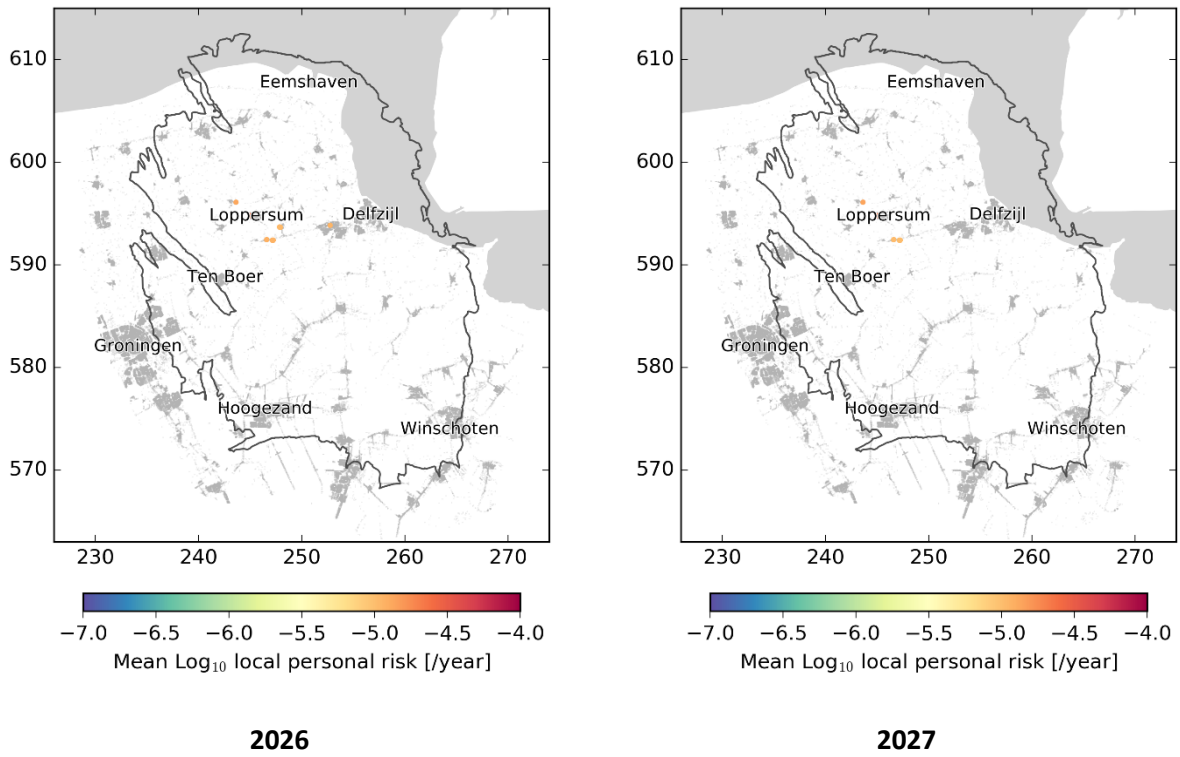 610
600
590
580
570
Eemshaven
Loppersum
Delfzijl
Ten Boer
Groningen
Hoogezand
Winschoten
230 240 250 260 270
−7.0 −6.5 −6.0 −5.5 −5.0 −4.5 −4.0
Mean Log₁₀ local personal risk [/year]
2026
610
600
590
580
570
Eemshaven
Loppersum
Delfzijl
Ten Boer
Groningen
Hoogezand
Winschoten
230 240 250 260 270
−7.0 −6.5 −6.0 −5.5 −5.0 −4.5 −4.0
Mean Log₁₀ local personal risk [/year]
2027